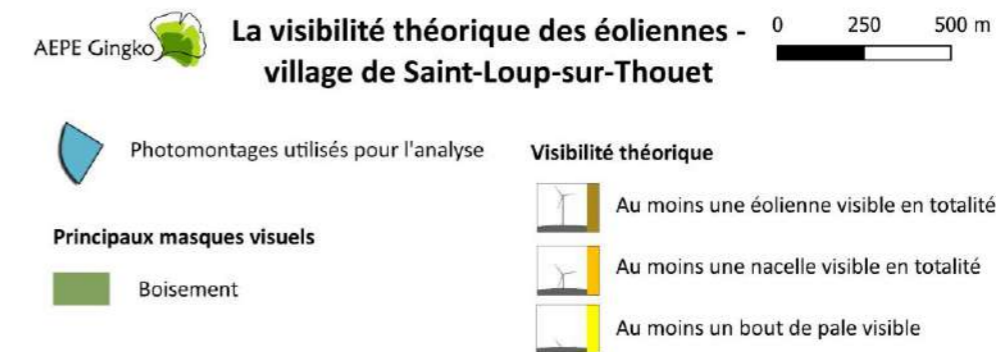 AEPE Gingko
La visibilité théorique des éoliennes -
village de Saint-Loup-sur-Thouet
0 250 500 m
Photomontages utilisés pour l'analyse
Principaux masques visuels
Boisement
Visibilité théorique
Au moins une éolienne visible en totalité
Au moins une nacelle visible en totalité
Au moins un bout de pale visible